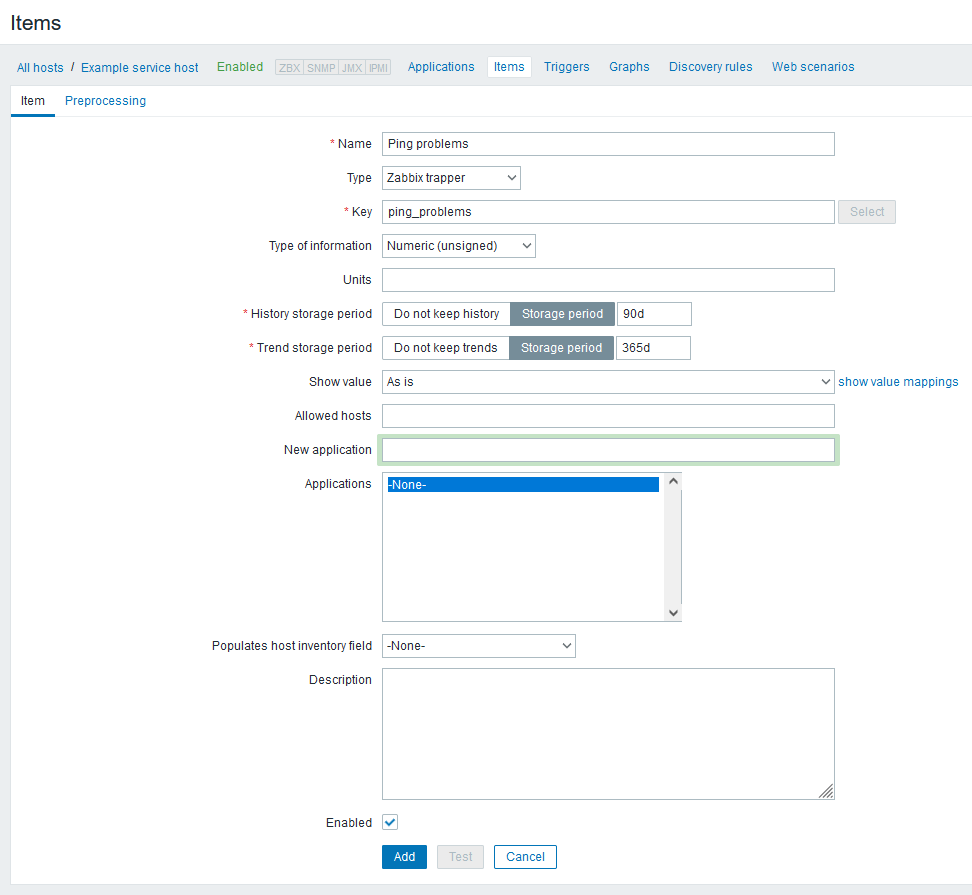 Items
All hosts / Example service host Enabled ZBX SNMP JMX IPMI Applications Items Triggers Graphs Discovery rules Web scenarios
Item Preprocessing
* Name Ping problems
Type Zabbix trapper
* Key ping_problems Select
Type of information Numeric (unsigned)
Units
* History storage period Do not keep history Storage period 90d
* Trend storage period Do not keep trends Storage period 365d
Show value As is show value mappings
Allowed hosts
New application
Applications -None-
Populates host inventory field -None-
Description
Enabled
Add Test Cancel